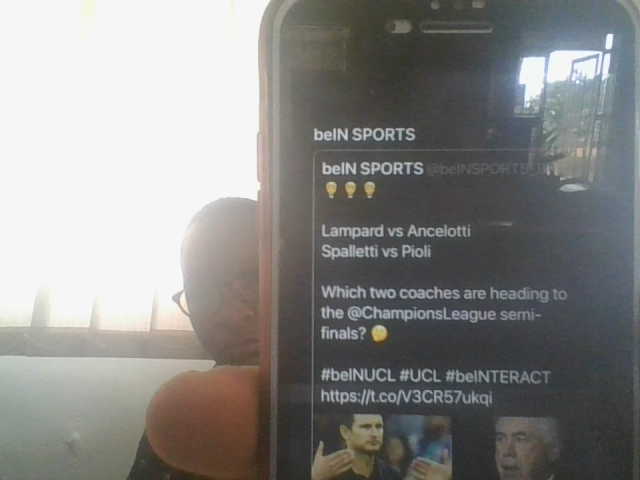 beIN SPORTS
beIN SPORTS @beINSPORTS_
💡💡💡
Lampard vs Ancelotti
Spalletti vs Pioli
Which two coaches are heading to
the @ChampionsLeague semi-
finals? 🤔
#beINUCL #UCL #beINTERACT
https://t.co/V3CR57ukqi